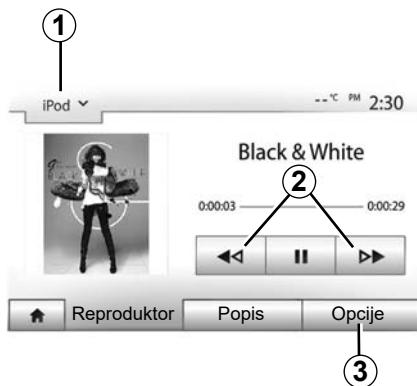 1
iPod
--°C PM 2:30
Black & White
2
0:00:03 0:00:29
Reproduktor Popis Opcije
3